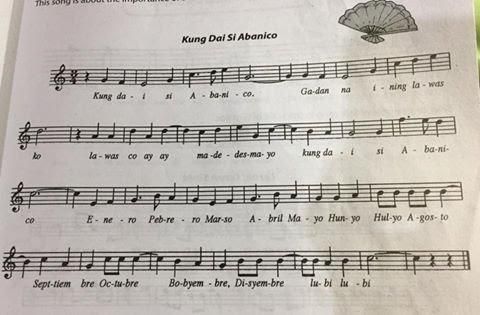 This song is about the importance of
Kung Dai Si Abanico
Kung da - i si A - ba - ni - co. Ga - dan na i - ning la - was
ko la - was co ay ay ma - de - des - ma - yo kung da - i si A - ba - ni -
co E - ne - ro Peb - re - ro Mar - so A - bril Ma - yo Hun - yo Hul - yo A - gos - to
Sept - tiem bre Oc - tu - bre Bo - byem - bre, Di - syem - bre lu - bi lu - bi